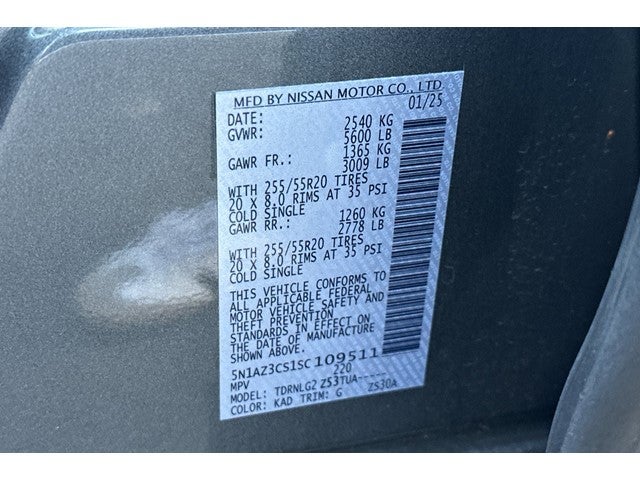 MFD BY NISSAN MOTOR CO., LTD
DATE: 01/25
GVWR: 2540 KG
5600 LB
GAWR FR.: 1365 KG
3009 LB
WITH 255/55R20 TIRES
20 X 8.0 RIMS AT 35 PSI
COLD SINGLE
GAWR RR.: 1260 KG
2778 LB
WITH 255/55R20 TIRES
20 X 8.0 RIMS AT 35 PSI
COLD SINGLE
THIS VEHICLE CONFORMS TO
ALL APPLICABLE FEDERAL
MOTOR VEHICLE SAFETY AND
THEFT PREVENTION
STANDARDS IN EFFECT ON
THE DATE OF MANUFACTURE
SHOWN ABOVE.
5N1AZ3CS1SC109511
MPV 220
MODEL: TDRNLG2 Z53TUA-----
COLOR: KAD TRIM: G ZS30A